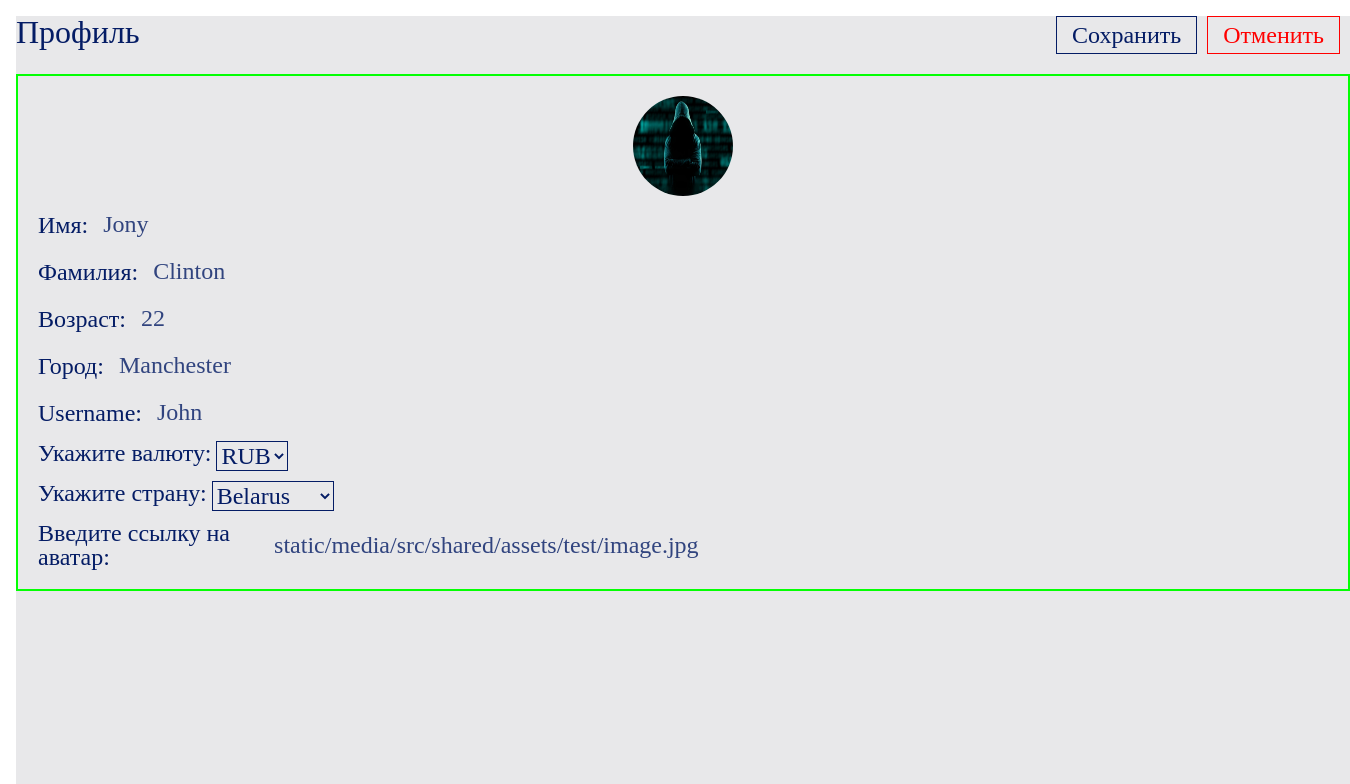 Профиль
Сохранить
Отменить
Имя: Jony
Фамилия: Clinton
Возраст: 22
Город: Manchester
Username: John
Укажите валюту: RUB
Укажите страну: Belarus
Введите ссылку на
аватар:
static/media/src/shared/assets/test/image.jpg